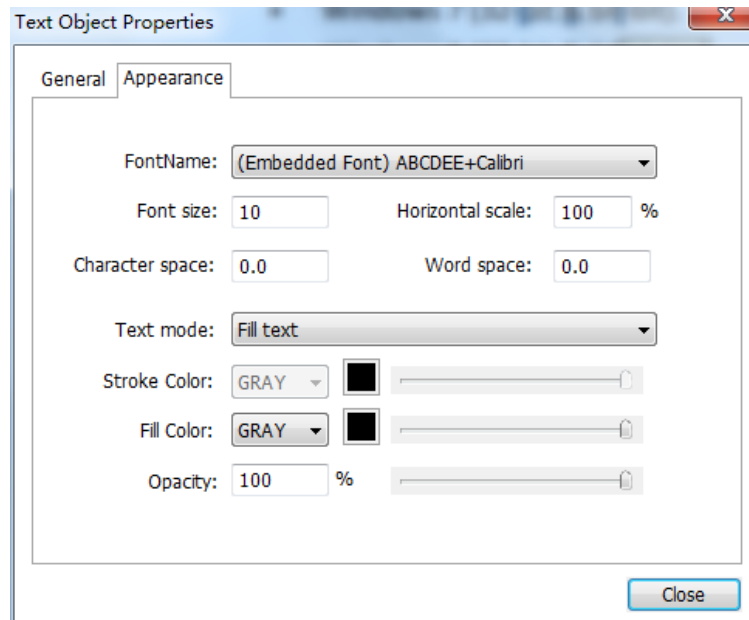 Text Object Properties
General Appearance
FontName: (Embedded Font) ABCDEE+Calibri
Font size: 10 Horizontal scale: 100 %
Character space: 0.0 Word space: 0.0
Text mode: Fill text
Stroke Color: GRAY
Fill Color: GRAY
Opacity: 100 %
Close